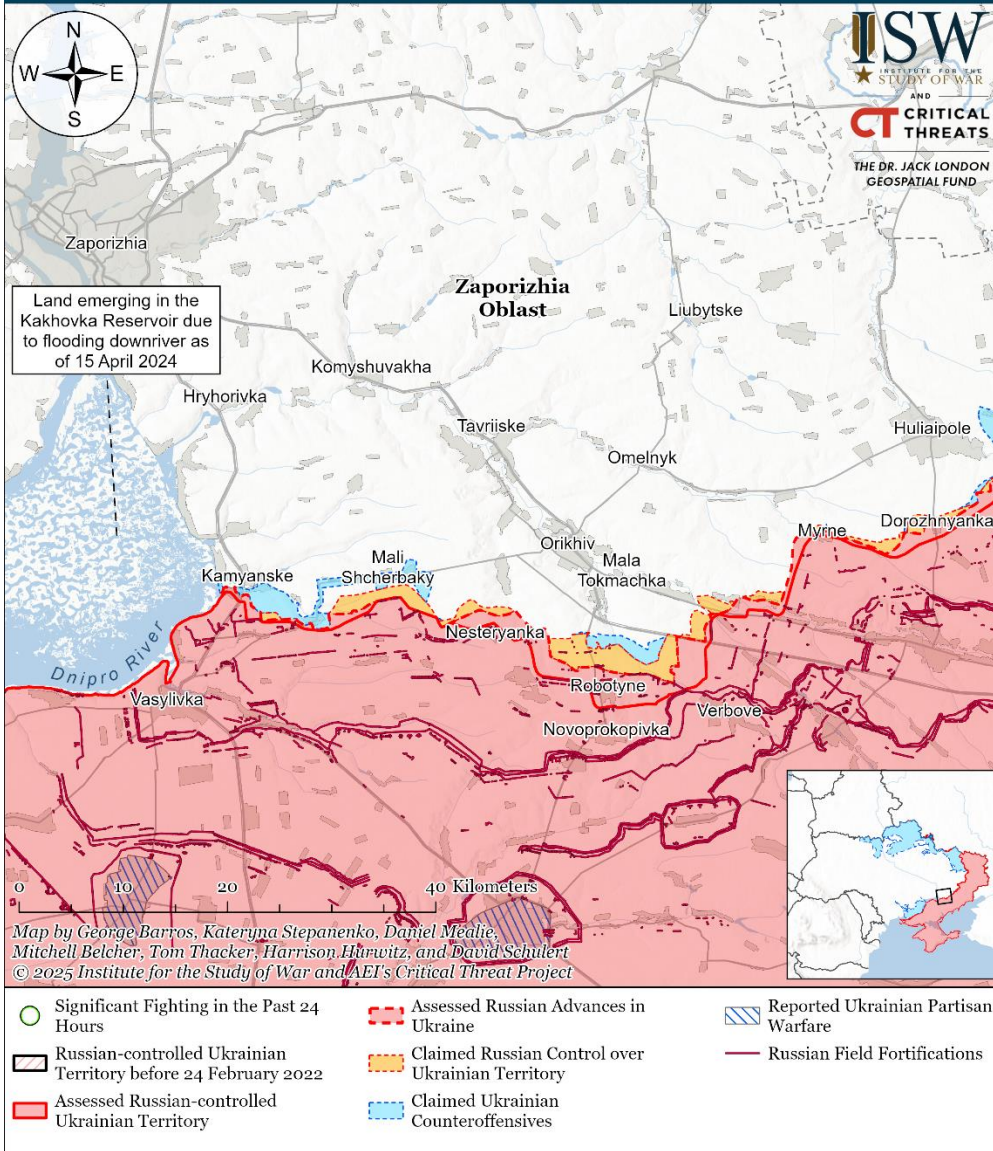 N
W E
S
ISW
INSTITUTE FOR THE
STUDY OF WAR
AND
CT CRITICAL
THREATS
THE DR. JACK LONDON
GEOSPATIAL FUND
Zaporizhia
Land emerging in the
Kakhovka Reservoir due
to flooding downriver as
of 15 April 2024
Zaporizhia
Oblast
Liubytske
Komyshuvakha
Hryhorivka
Tavriiske
Huliaipole
Omelnyk
Orikhiv
Myrne
Dorozhnyanka
Mali
Shcherbaky
Mala
Tokmachka
Kamyanske
Nesteryanka
Dnipro River
Robotyne
Vasylivka
Verbove
Novoprokopivka
0 10 20 40 Kilometers
Map by George Barros, Kateryna Stepanenko, Daniel Mealie,
Mitchell Belcher, Tom Thacker, Harrison Hurwitz, and David Schulert
© 2025 Institute for the Study of War and AEI's Critical Threat Project
Significant Fighting in the Past 24
Hours
Russian-controlled Ukrainian
Territory before 24 February 2022
Assessed Russian-controlled
Ukrainian Territory
Assessed Russian Advances in
Ukraine
Claimed Russian Control over
Ukrainian Territory
Claimed Ukrainian
Counteroffensives
Reported Ukrainian Partisan
Warfare
Russian Field Fortifications